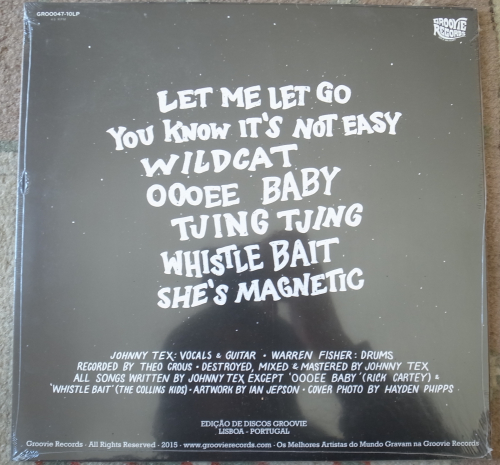 GROO047-10LP
GROOVIE
RECORDS
LET ME LET GO
YOU KNOW IT'S NOT EASY
WILDCAT
OOOEE BABY
TJING TJING
WHISTLE BAIT
SHE'S MAGNETIC
JOHNNY TEX: VOCALS & GUITAR • WARREN FISHER: DRUMS
RECORDED BY THEO CROUS • DESTROYED, MIXED & MASTERED BY JOHNNY TEX
ALL SONGS WRITTEN BY JOHNNY TEX EXCEPT 'OOOEE BABY' (RICK CARTEY) &
'WHISTLE BAIT' (THE COLLINS KIDS) • ARTWORK BY IAN JEPSON • COVER PHOTO BY HAYDEN PHIPPS
EDIÇÃO DE DISCOS GROOVIE
LISBOA - PORTUGAL
Groovie Records · All Rights Reserved · 2015 · www.groovierecords.com · Os Melhores Artistas do Mundo Gravam na Groovie Records